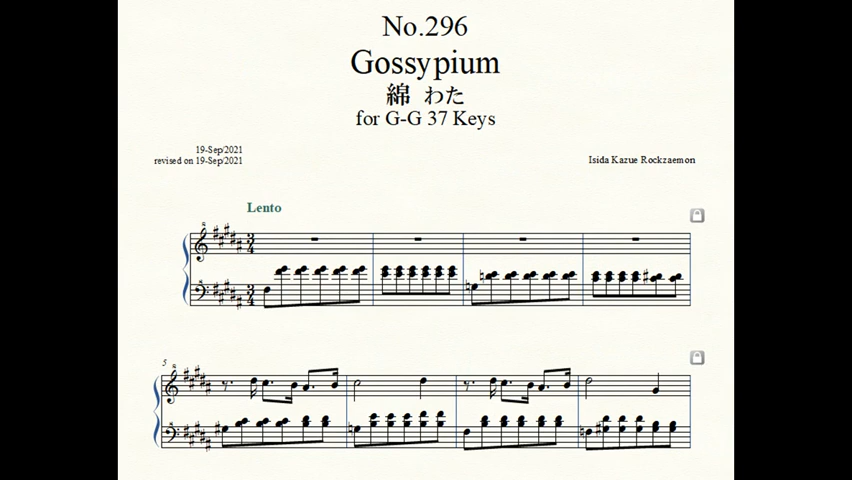 No.296
Gossypium
綿 わた
for G-G 37 Keys
19-Sep/2021
revised on 19-Sep/2021
Isida Kazue Rockzaemon
Lento
5